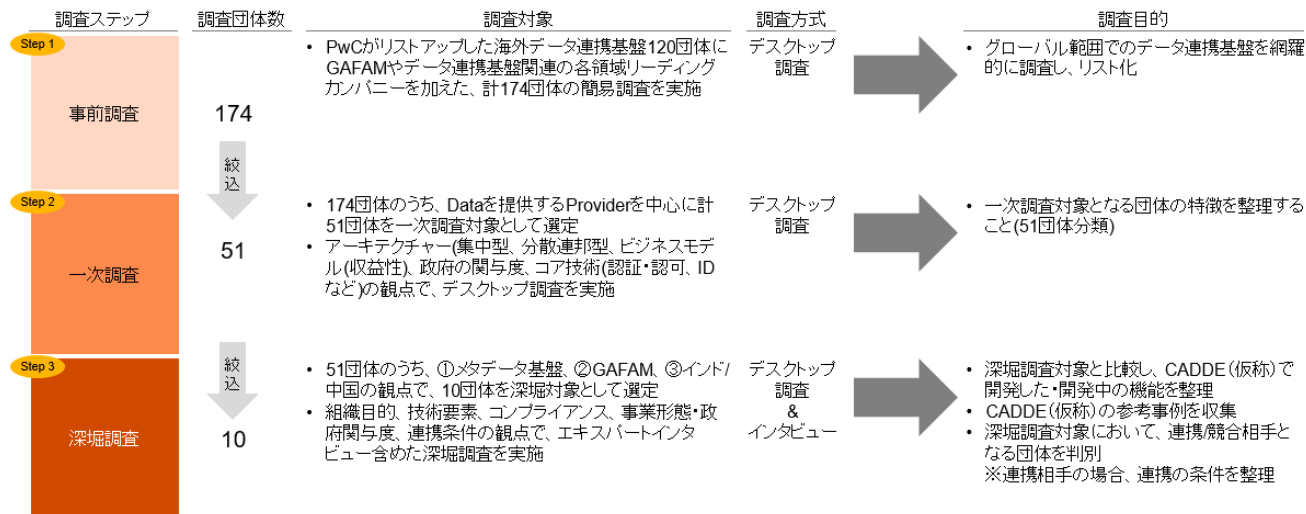 調査ステップ
調査団体数
調査対象
調査方式
調査目的
Step 1
事前調査
174
• PwCがリストアップした海外データ連携基盤120団体に
GAFAMやデータ連携基盤関連の各領域リーディング
カンパニーを加えた、計174団体の簡易調査を実施
デスクトップ
調査
• グローバル範囲でのデータ連携基盤を網羅
的に調査し、リスト化
絞
込
Step 2
一次調査
51
• 174団体のうち、Dataを提供するProviderを中心に計
51団体を一次調査対象として選定
• アーキテクチャー(集中型、分散連邦型、ビジネスモデ
ル(収益性)、政府の関与度、コア技術(認証・認可、ID
など)の観点で、デスクトップ調査を実施
デスクトップ
調査
• 一次調査対象となる団体の特徴を整理する
こと(51団体分類)
絞
込
Step 3
深堀調査
10
• 51団体のうち、①メタデータ基盤、②GAFAM、③インド/
中国の観点で、10団体を深堀対象として選定
• 組織目的、技術要素、コンプライアンス、事業形態・政
府関与度、連携条件の観点で、エキスパートインタ
ビュー含めた深堀調査を実施
デスクトップ
調査
&
インタビュー
• 深堀調査対象と比較し、CADDE(仮称)で
開発した・開発中の機能を整理
• CADDE(仮称)の参考事例を収集
• 深堀調査対象において、連携/競合相手と
なる団体を判別
※連携相手の場合、連携の条件を整理